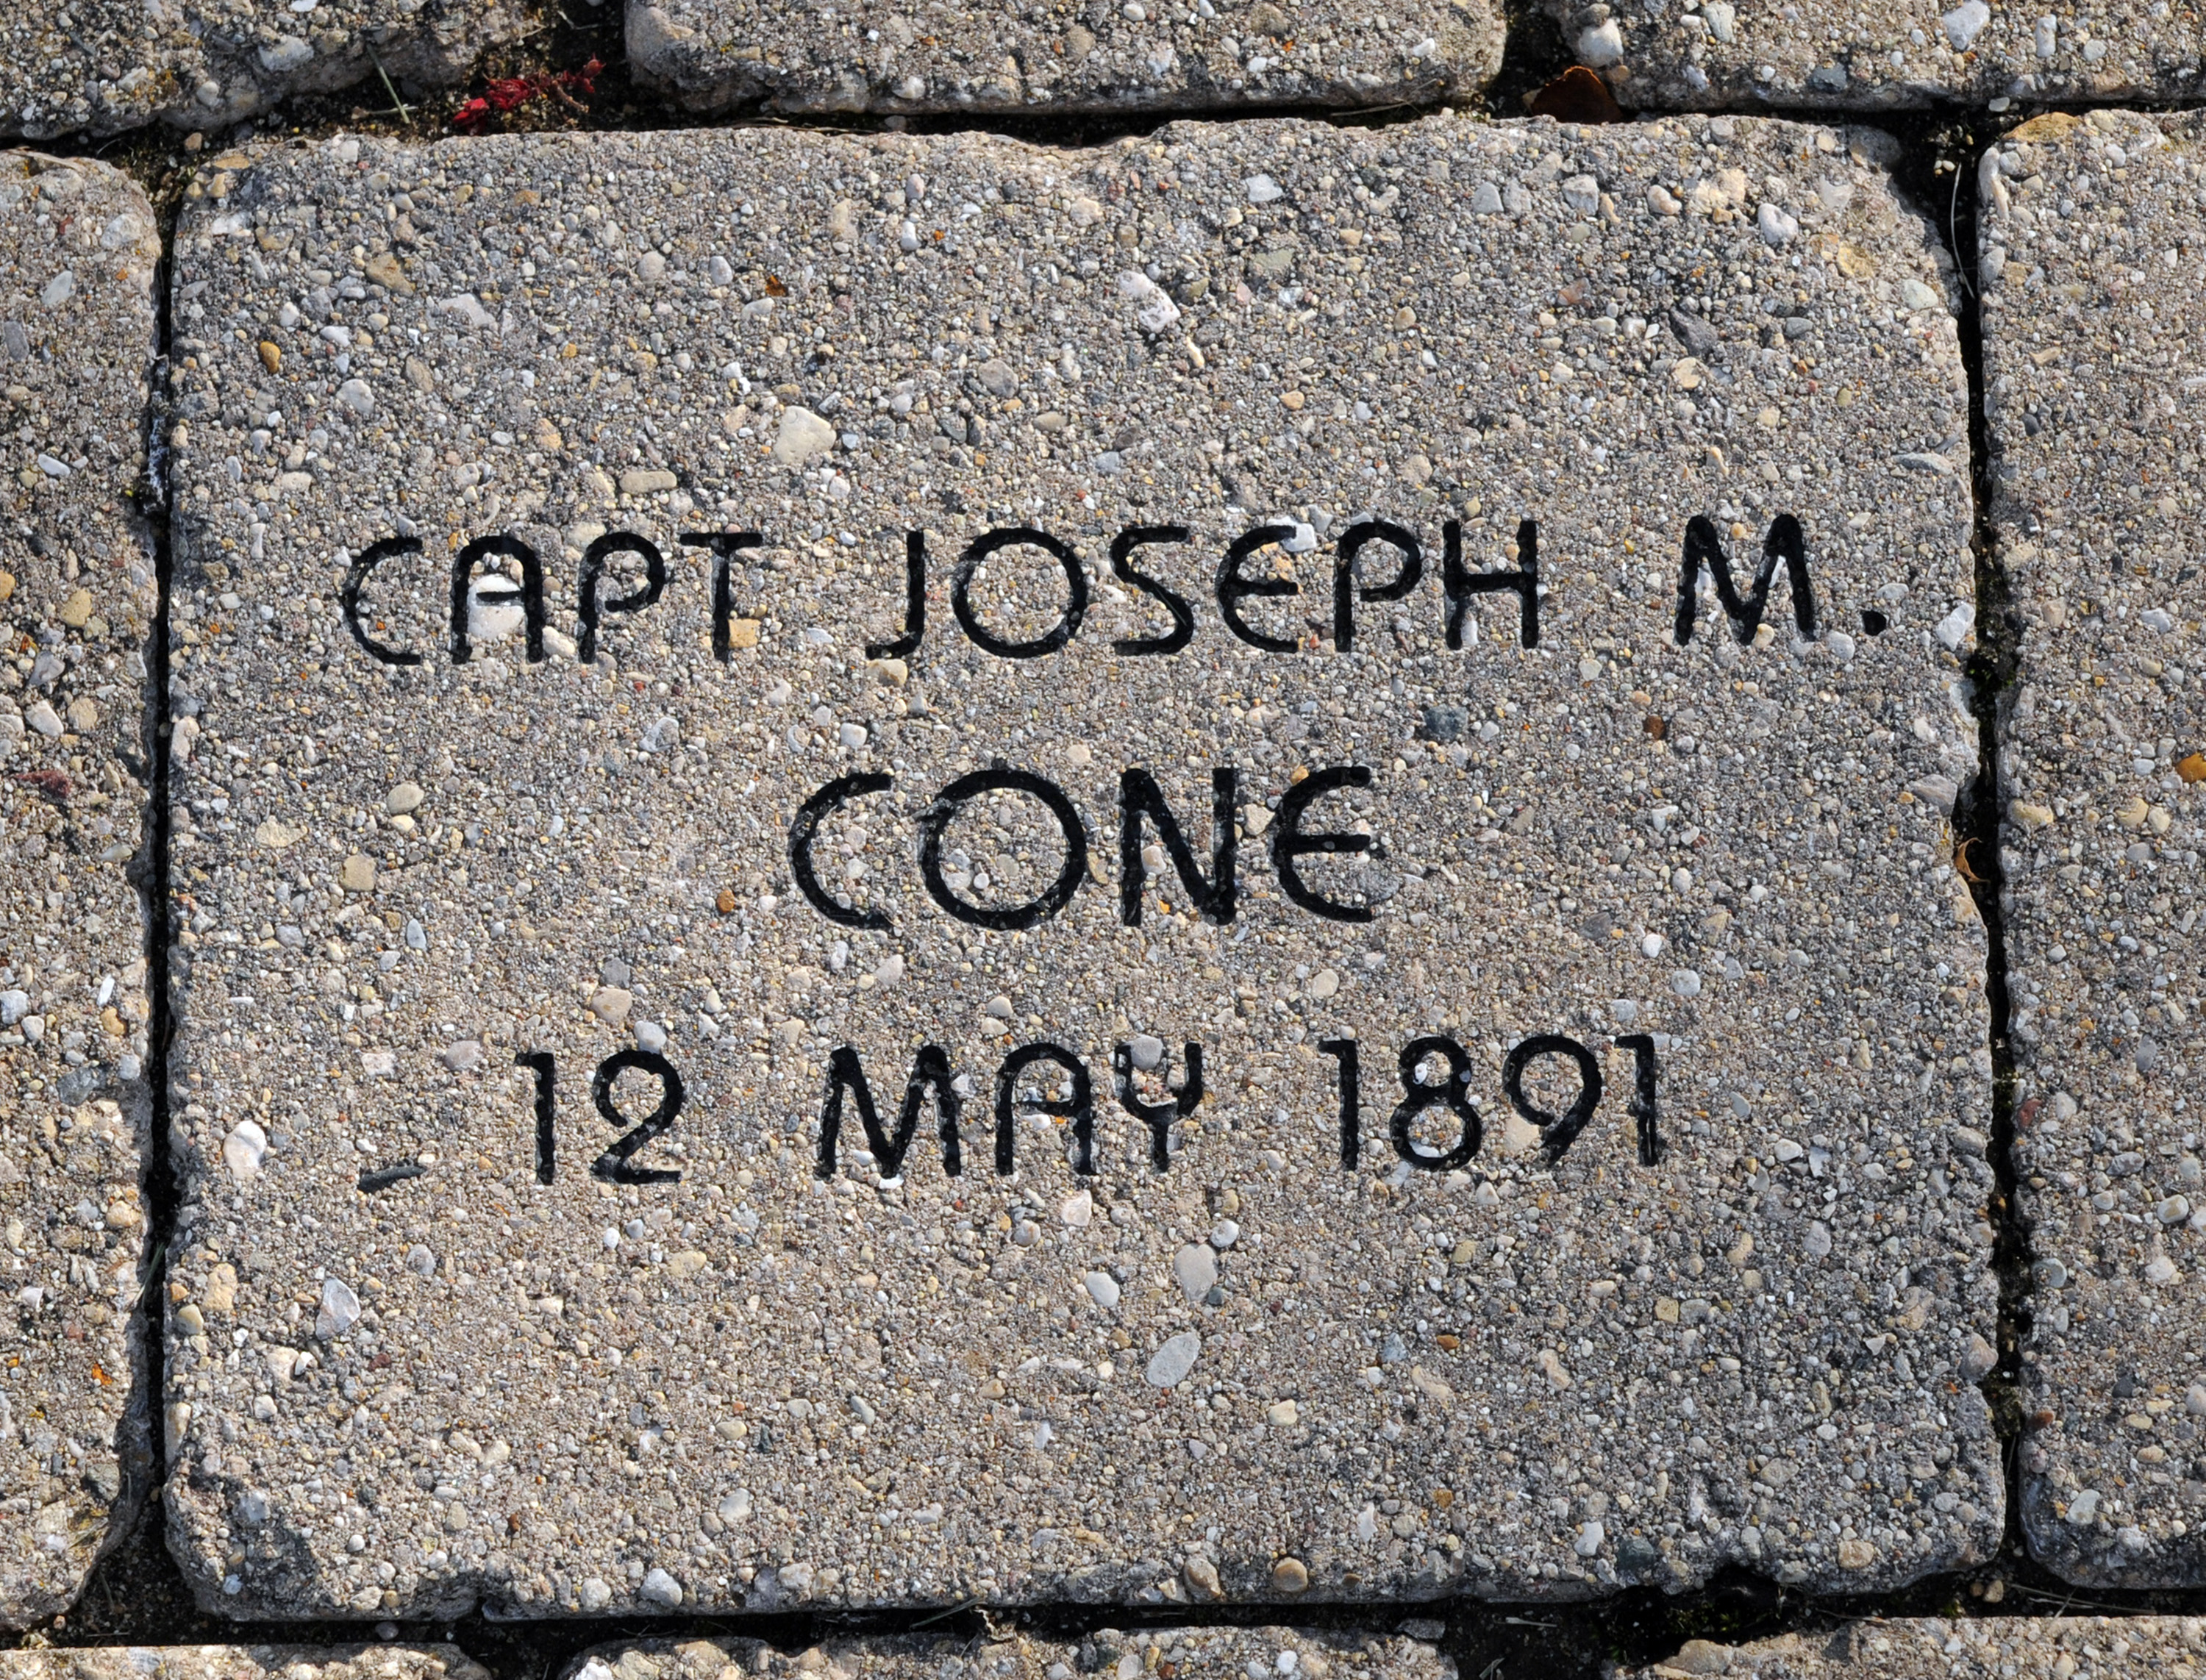 CAPT JOSEPH M.
CONE
- 12 MAY 1891